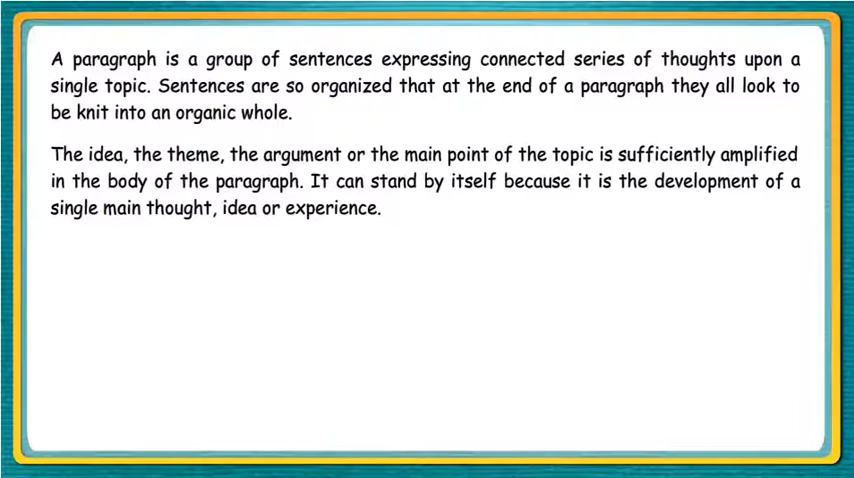 A paragraph is a group of sentences expressing connected series of thoughts upon a
single topic. Sentences are so organized that at the end of a paragraph they all look to
be knit into an organic whole.
The idea, the theme, the argument or the main point of the topic is sufficiently amplified
in the body of the paragraph. It can stand by itself because it is the development of a
single main thought, idea or experience.